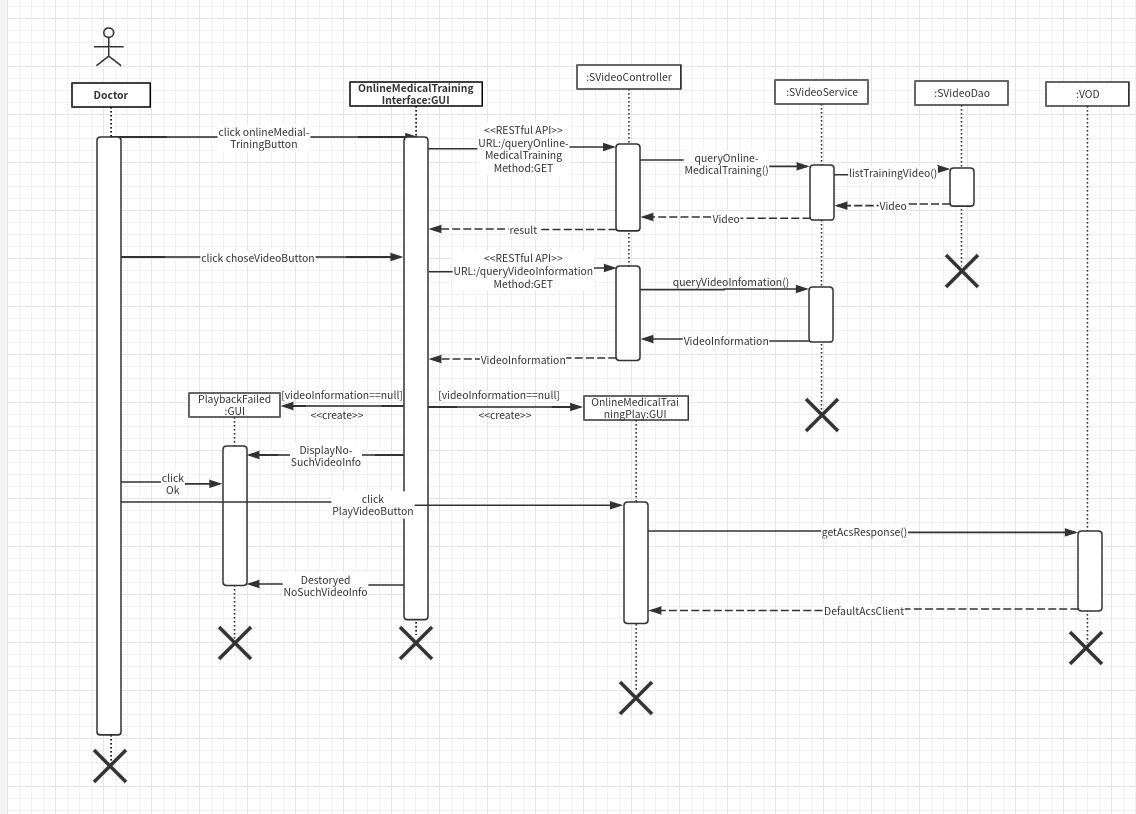 Doctor
OnlineMedicalTraining
Interface:GUI
:SVideoController
:SVideoService
:SVideoDao
:VOD
click onlineMedial-
TriningButton
<<RESTful API>>
URL:/queryOnline-
MedicalTraining
Method:GET
queryOnline-
MedicalTraining()
listTrainingVideo()
Video
Video
result
click choseVideoButton
<<RESTful API>>
URL:/queryVideoInformation
Method:GET
queryVideoInfomation()
VideoInformation
VideoInformation
PlaybackFailed
:GUI
[videoInformation==null]
<<create>>
[videoInformation==null]
<<create>>
OnlineMedicalTrai
ningPlay:GUI
DisplayNo-
SuchVideoInfo
click
Ok
click
PlayVideoButton
getAcsResponse()
Destoryed
NoSuchVideoInfo
DefaultAcsClient